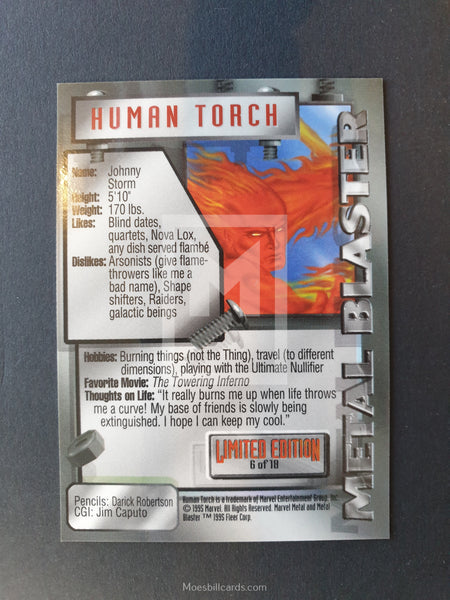 HUMAN TORCH
Name: Johnny
Storm
Height: 5'10"
Weight: 170 lbs.
Likes: Blind dates,
quartets, Nova Lox,
any dish served flambé
Dislikes: Arsonists (give flame-
throwers like me a
bad name), Shape
shifters, Raiders,
galactic beings
METAL BLASTER
Hobbies: Burning things (not the Thing), travel (to different
dimensions), playing with the Ultimate Nullifier
Favorite Movie: The Towering Inferno
Thoughts on Life: “It really burns me up when life throws
me a curve! My base of friends is slowly being
extinguished. I hope I can keep my cool.”
LIMITED EDITION
6 of 18
Pencils: Darick Robertson
CGI: Jim Caputo
Human Torch is a trademark of Marvel Entertainment Group, Inc.
© 1995 Marvel. All Rights Reserved. Marvel Metal and Metal
Blaster ™ 1995 Fleer Corp.
Moesbillcards.com